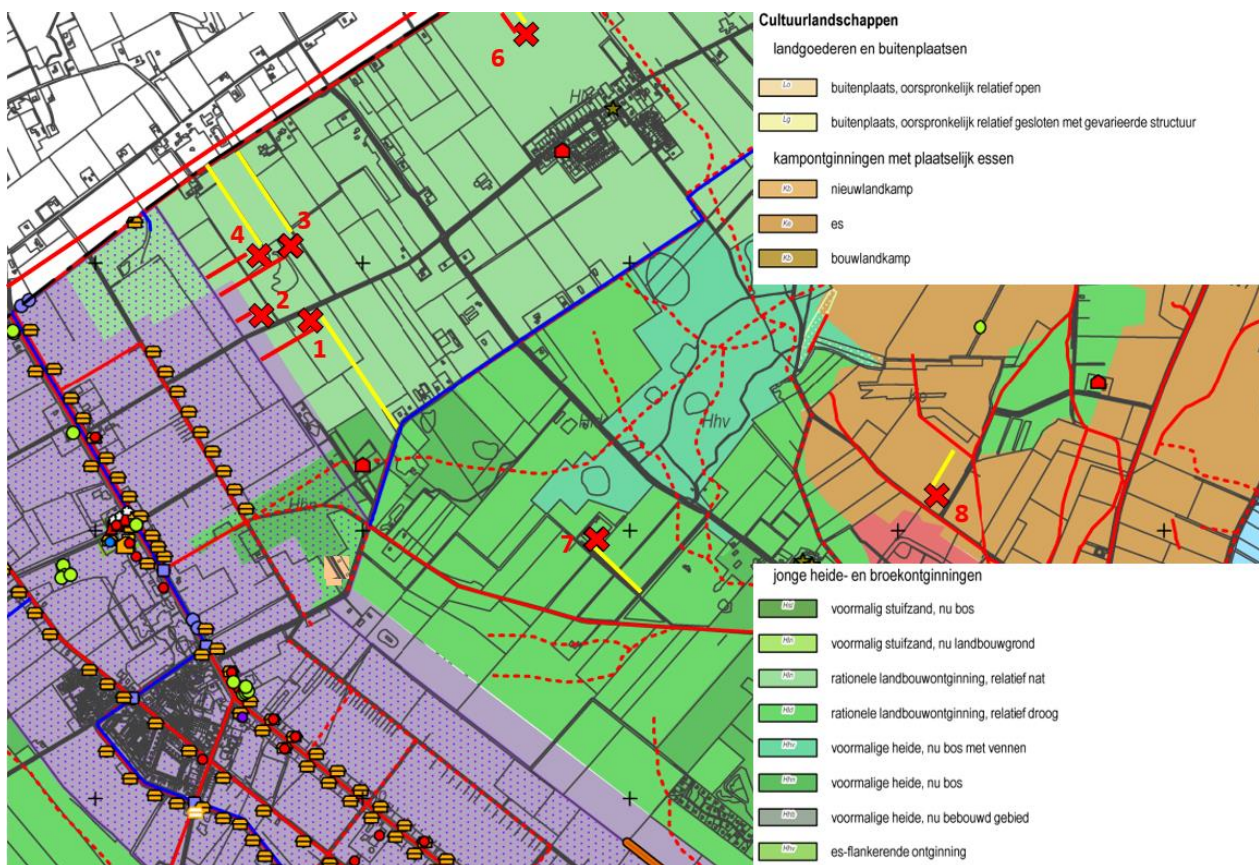 6
4
3
2
1
Hhv
7
8
Cultuurlandschappen
landgoederen en buitenplaatsen
Lo buitenplaats, oorspronkelijk relatief open
Lg buitenplaats, oorspronkelijk relatief gesloten met gevarieerde structuur
kampontginningen met plaatselijk essen
nieuwlandkamp
es
bouwlandkamp
jonge heide- en broekontginningen
voormalig stuifzand, nu bos
voormalig stuifzand, nu landbouwgrond
rationele landbouwontginning, relatief nat
rationele landbouwontginning, relatief droog
voormalige heide, nu bos met vennen
voormalige heide, nu bos
voormalige heide, nu bebouwd gebied
es-flankerende ontginning